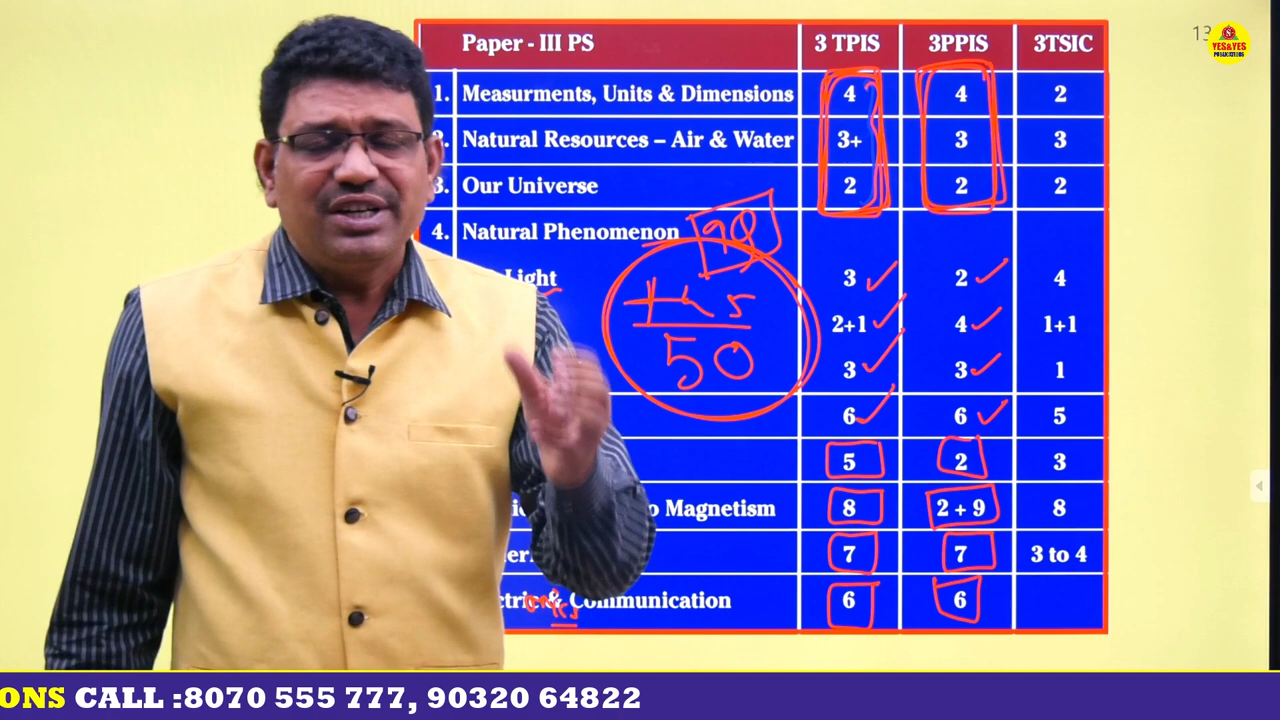 Paper - III PS 3 TPIS 3PPIS 3TSIC
1. Measurments, Units & Dimensions 4 4 2
2. Natural Resources – Air & Water 3+ 3 3
3. Our Universe 2 2 2
4. Natural Phenomenon
Light 3 2 4
2+1 4 1+1
3 3 1
6 6 5
5 2 3
Magnetism 8 2 + 9 8
7 7 3 to 4
& Communication 6 6
50
13
YES&YES
PUBLICATIONS
ONS CALL :8070 555 777, 90320 64822